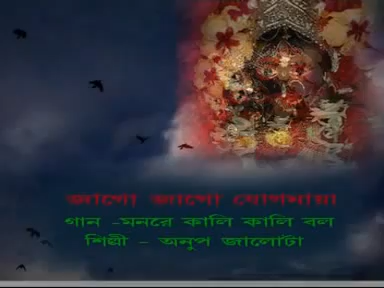 জাগো জাগো যোগমায়া
গান -মনরে কালি কালি বল
শিল্পী - অনুপ জালোটা